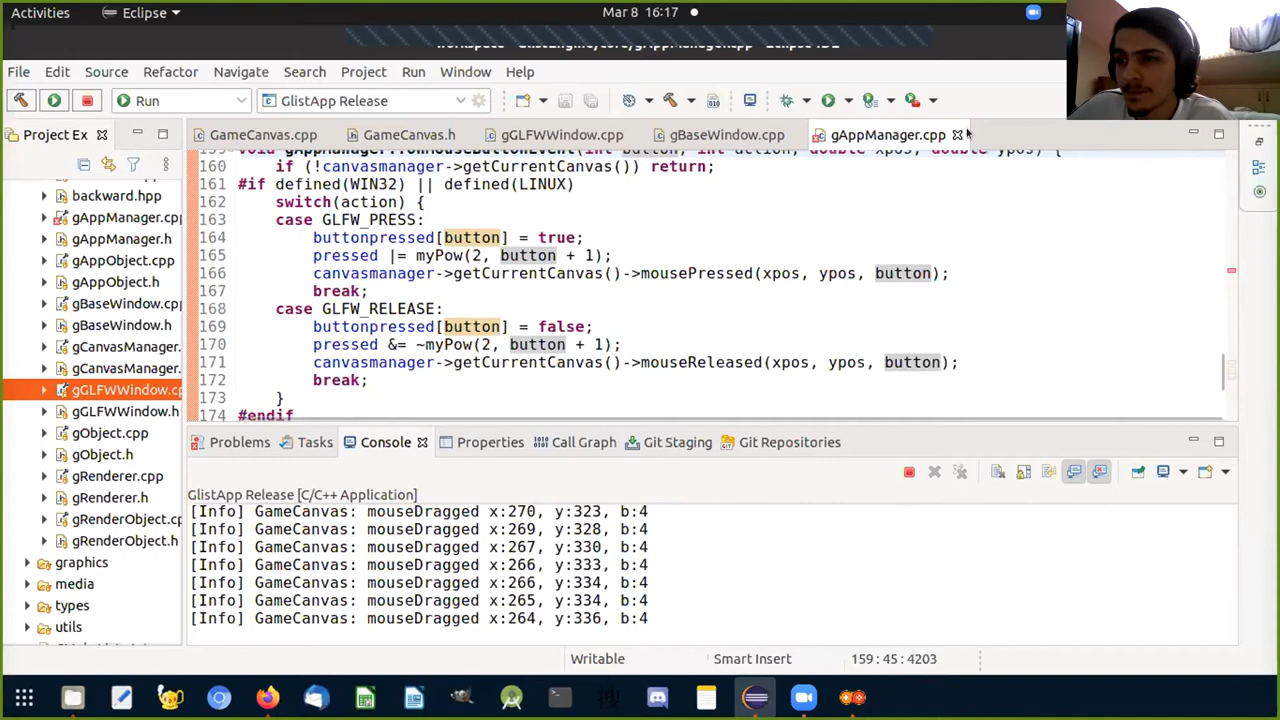 Activities
Eclipse
Mar 8 16:17
File Edit Source Refactor Navigate Search Project Run Window Help
Run
GlistApp Release
Project Ex
GameCanvas.cpp
GameCanvas.h
gGLFWWindow.cpp
gBaseWindow.cpp
gAppManager.cpp
backward.hpp
gAppManager.cp
gAppManager.h
gAppObject.cpp
gAppObject.h
gBaseWindow.cp
gBaseWindow.h
gCanvasManager.
gCanvasManager.
gGLFWWindow.cp
gGLFWWindow.h
gObject.cpp
gObject.h
gRenderer.cpp
gRenderer.h
gRenderObject.cp
gRenderObject.h
graphics
media
types
utils
160 if (!canvasmanager->getCurrentCanvas()) return;
161 #if defined(WIN32) || defined(LINUX)
162 switch(action) {
163 case GLFW_PRESS:
164 buttonpressed[button] = true;
165 pressed |= myPow(2, button + 1);
166 canvasmanager->getCurrentCanvas()->mousePressed(xpos, ypos, button);
167 break;
168 case GLFW_RELEASE:
169 buttonpressed[button] = false;
170 pressed &= ~myPow(2, button + 1);
171 canvasmanager->getCurrentCanvas()->mouseReleased(xpos, ypos, button);
172 break;
173 }
174 #endif
Problems Tasks Console Properties Call Graph Git Staging Git Repositories
GlistApp Release [C/C++ Application]
[Info] GameCanvas: mouseDragged x:270, y:323, b:4
[Info] GameCanvas: mouseDragged x:269, y:328, b:4
[Info] GameCanvas: mouseDragged x:267, y:330, b:4
[Info] GameCanvas: mouseDragged x:266, y:333, b:4
[Info] GameCanvas: mouseDragged x:266, y:334, b:4
[Info] GameCanvas: mouseDragged x:265, y:334, b:4
[Info] GameCanvas: mouseDragged x:264, y:336, b:4
Writable
Smart Insert
159 : 45 : 4203